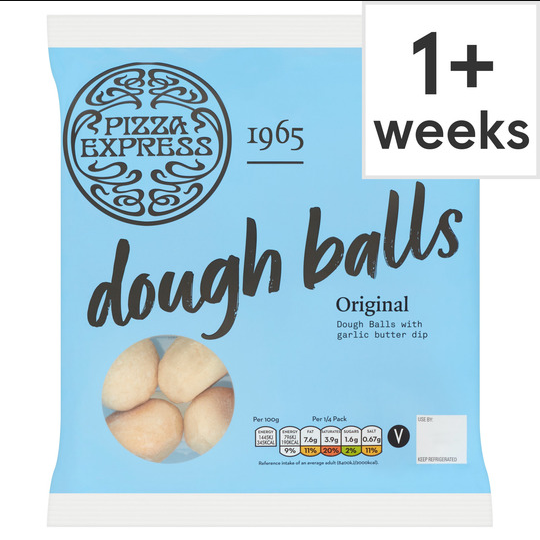 1+
weeks
PIZZA
EXPRESS
1965
dough balls
Original
Dough Balls with
garlic butter dip
Per 100g
Per 1/4 Pack
ENERGY
1445KJ
345KCAL
ENERGY
796KJ
190KCAL
9%
FAT
7.6g
11%
SATURATES
3.9g
20%
SUGARS
1.6g
2%
SALT
0.67g
11%
V
USE BY:
KEEP REFRIGERATED
Reference intake of an average adult (8400kJ/2000kcal).